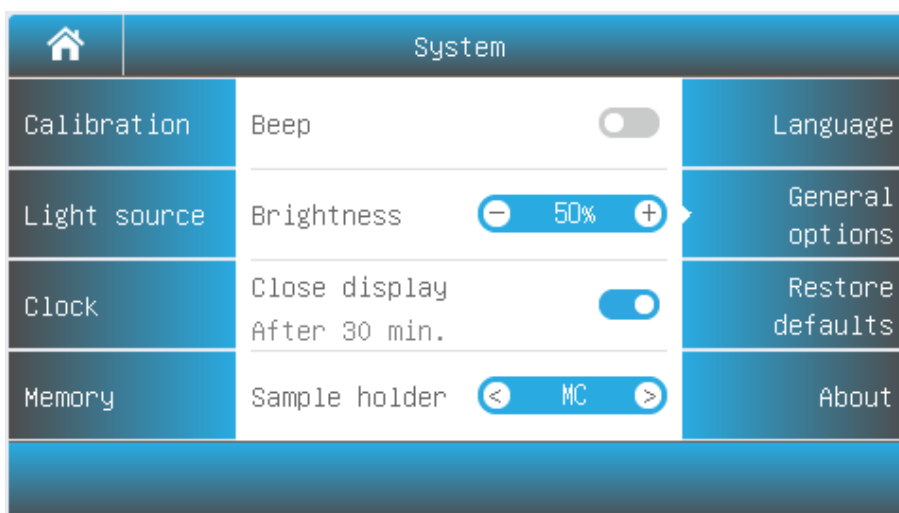 System
Calibration
Light source
Clock
Memory
Beep
Brightness
50%
Close display
After 30 min.
Sample holder
MC
Language
General
options
Restore
defaults
About